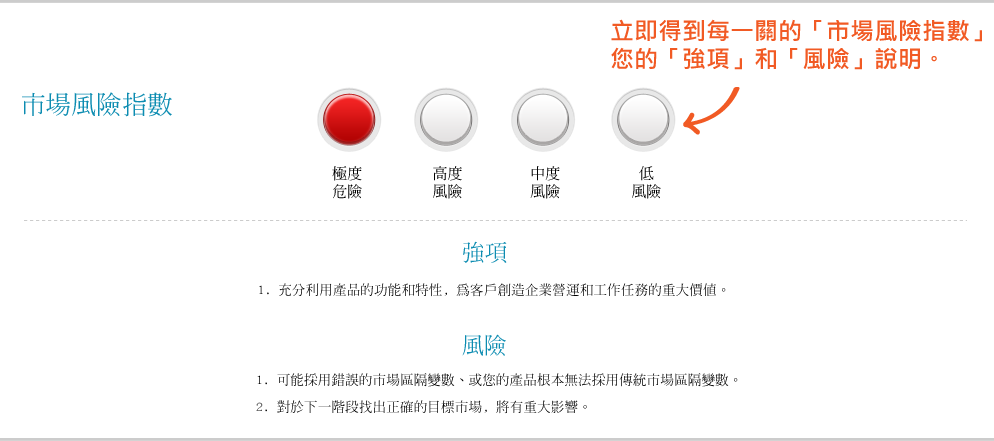 立即得到每一關的「市場風險指數」
您的「強項」和「風險」說明。
市場風險指數
極度
危險
高度
風險
中度
風險
低
風險
強項
1. 充分利用產品的功能和特性, 爲客戶創造企業營運和工作任務的重大價值。
風險
1. 可能採用錯誤的市場區隔變數、或您的產品根本無法採用傳統市場區隔變數。
2. 對於下一階段找出正確的目標市場, 將有重大影響。